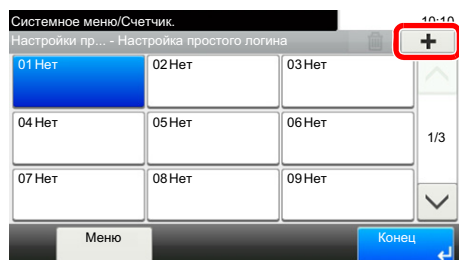 Системное меню/Счетчик. 10:10
Настройки пр... - Настройка простого логина
01 Нет 02 Нет 03 Нет
04 Нет 05 Нет 06 Нет
1/3
07 Нет 08 Нет 09 Нет
Меню Конец